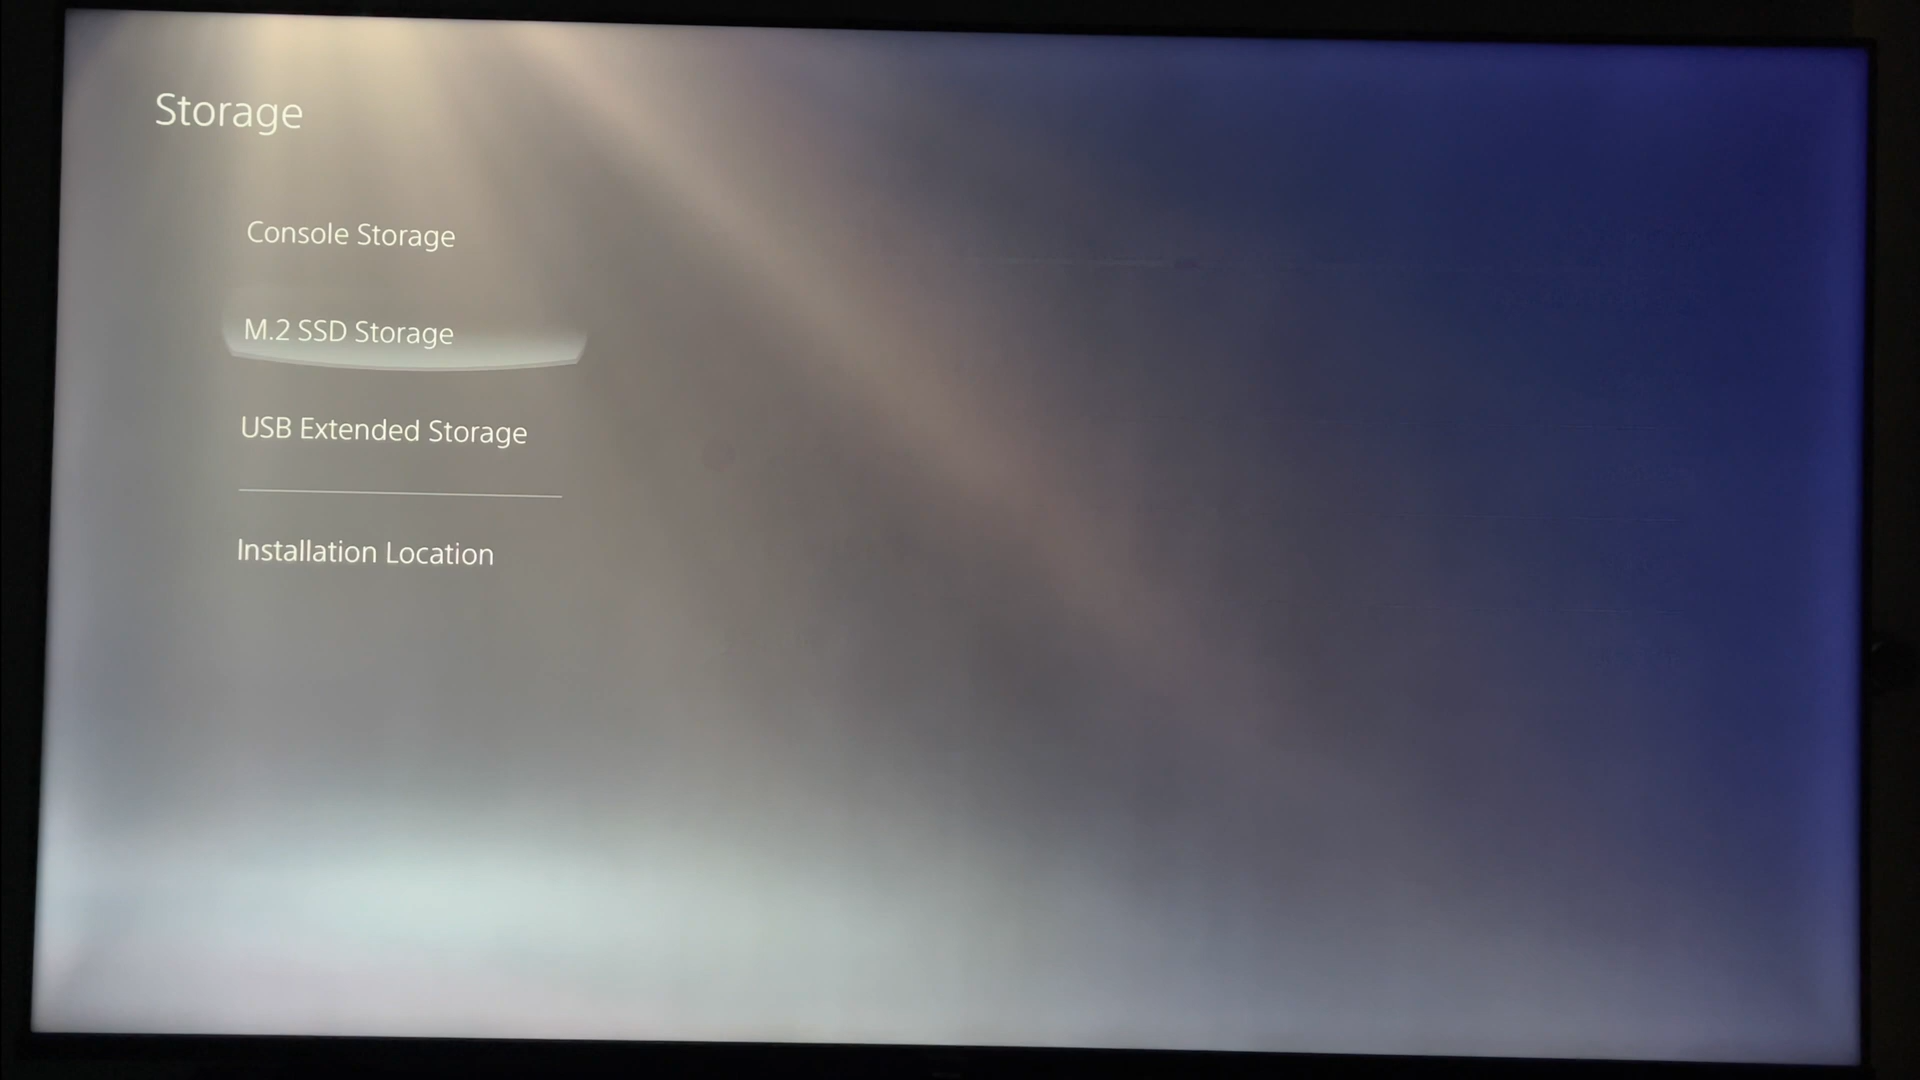 Storage
Console Storage
M.2 SSD Storage
USB Extended Storage
Installation Location